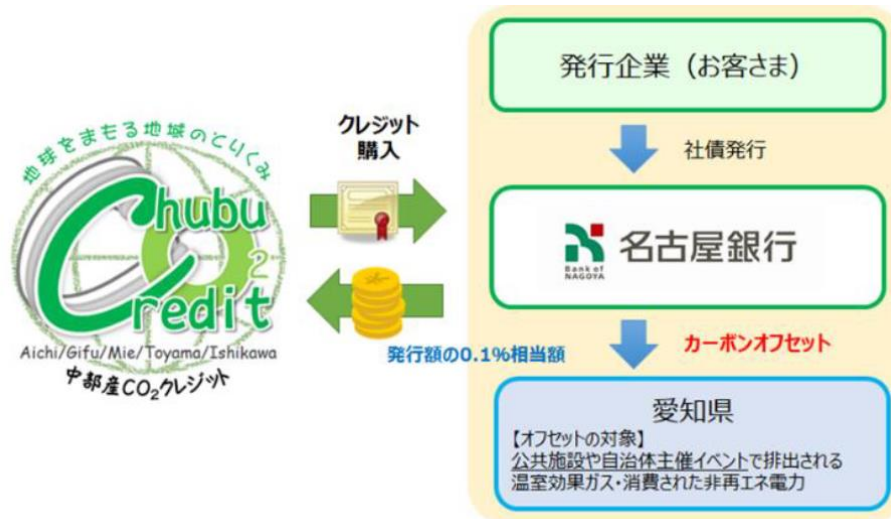 地球をまもる地域のとりくみ
Chubu
CO2
Credit
Aichi/Gifu/Mie/Toyama/Ishikawa
中部産CO₂クレジット
クレジット
購入
発行額の0.1%相当額
発行企業（お客さま）
社債発行
Bank of
NAGOYA
名古屋銀行
カーボンオフセット
愛知県
【オフセットの対象】
公共施設や自治体主催イベントで排出される
温室効果ガス・消費された非再エネ電力